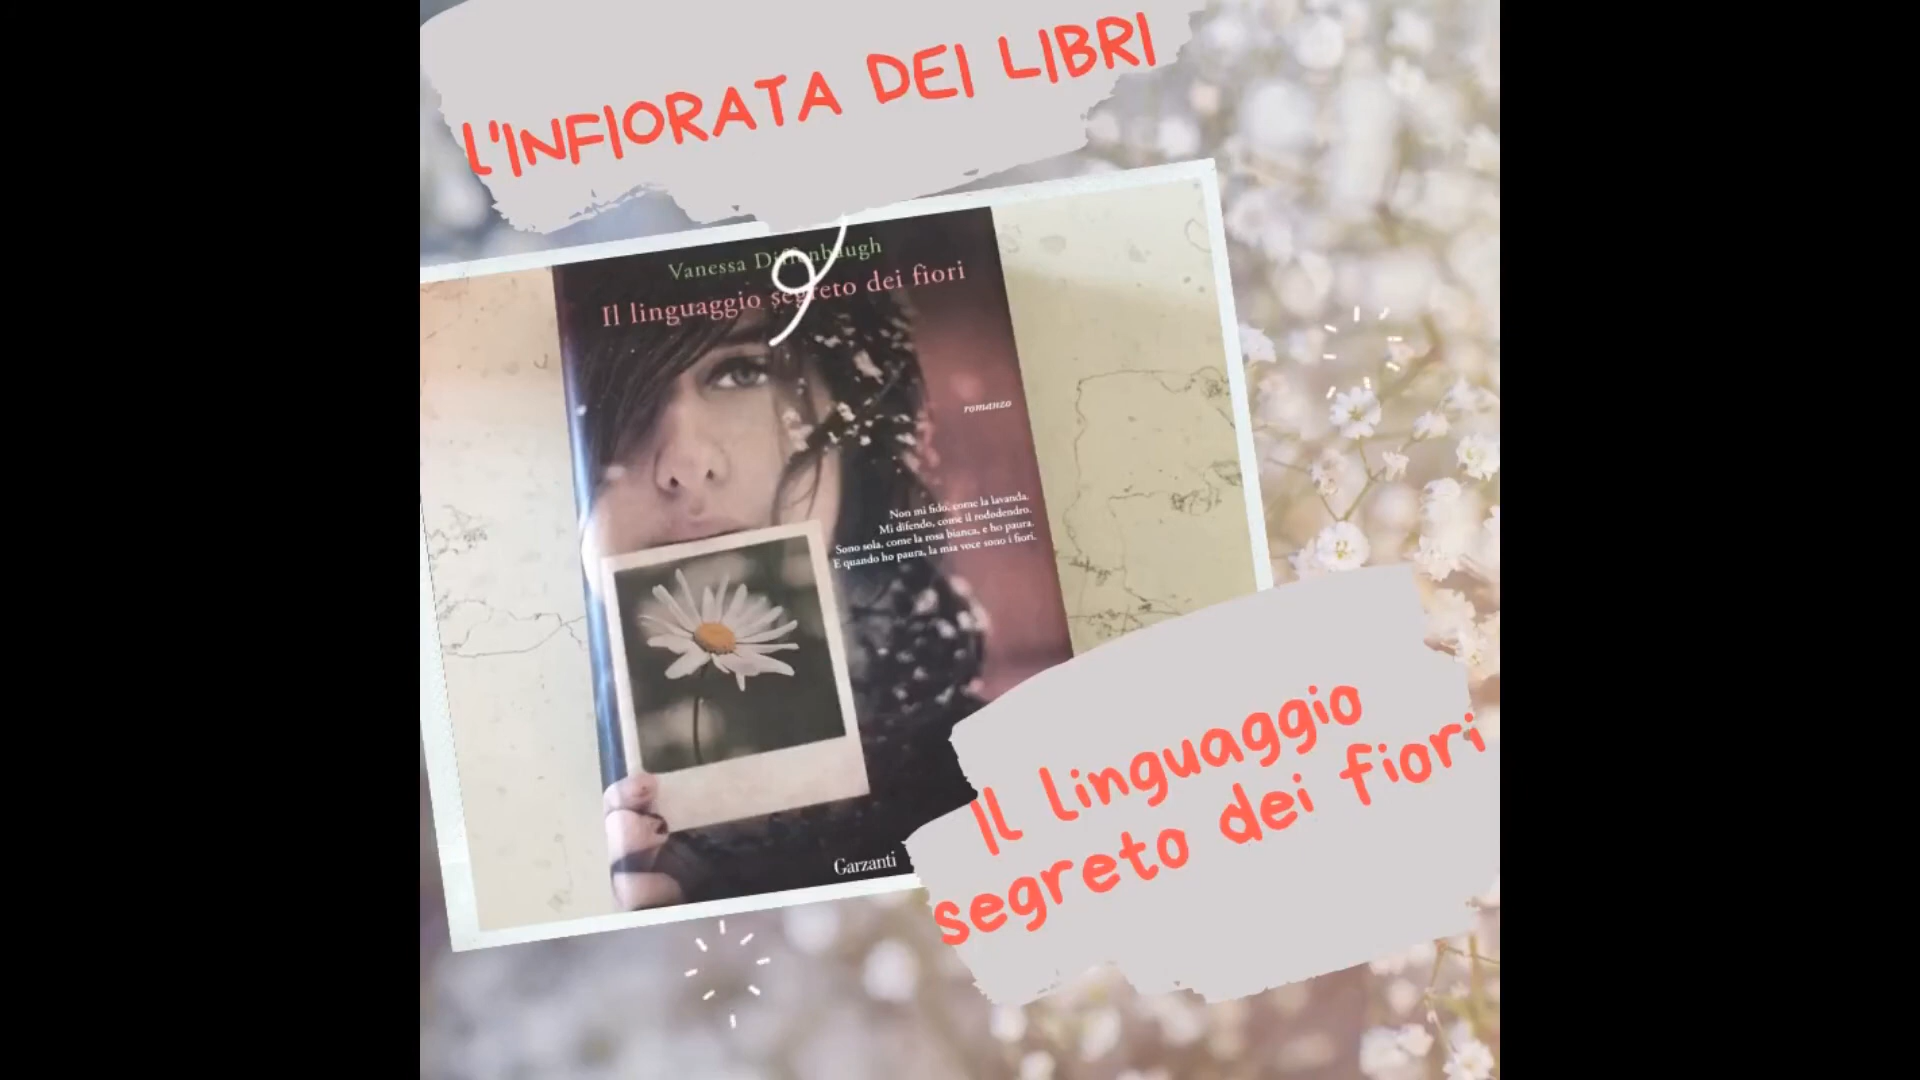 L'INFIORATA DEI LIBRI
Vanessa Diffenbaugh
Il linguaggio segreto dei fiori
romanzo
Non mi fido, come la lavanda.
Mi difendo, come il rododendro.
Sono sola, come la rosa bianca, e ho paura.
E quando ho paura, la mia voce sono i fiori.
Garzanti
Il linguaggio
segreto dei fiori